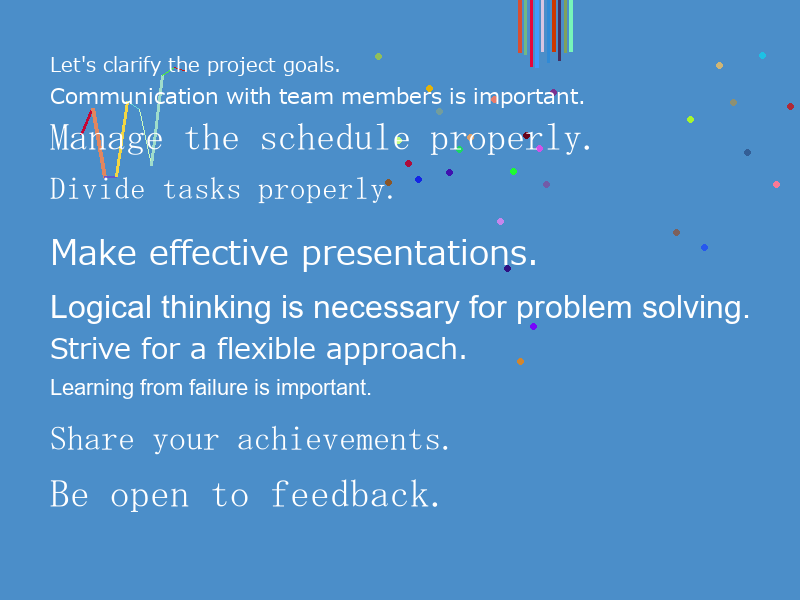 Let's clarify the project goals.
Communication with team members is important.
Manage the schedule properly.
Divide tasks properly.
Make effective presentations.
Logical thinking is necessary for problem solving.
Strive for a flexible approach.
Learning from failure is important.
Share your achievements.
Be open to feedback.